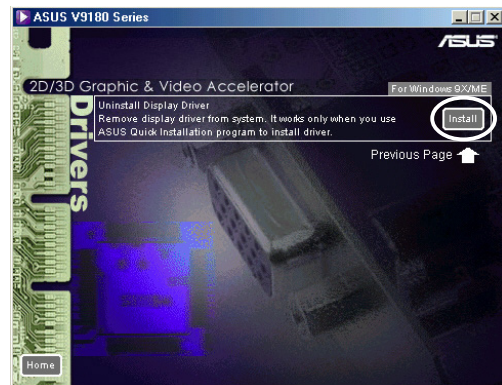 ASUS V9180 Series
ASUS
2D/3D Graphic & Video Accelerator
For Windows 9X/ME
Drivers
Uninstall Display Driver
Remove display driver from system. It works only when you use
ASUS Quick Installation program to install driver.
Install
Previous Page
Home